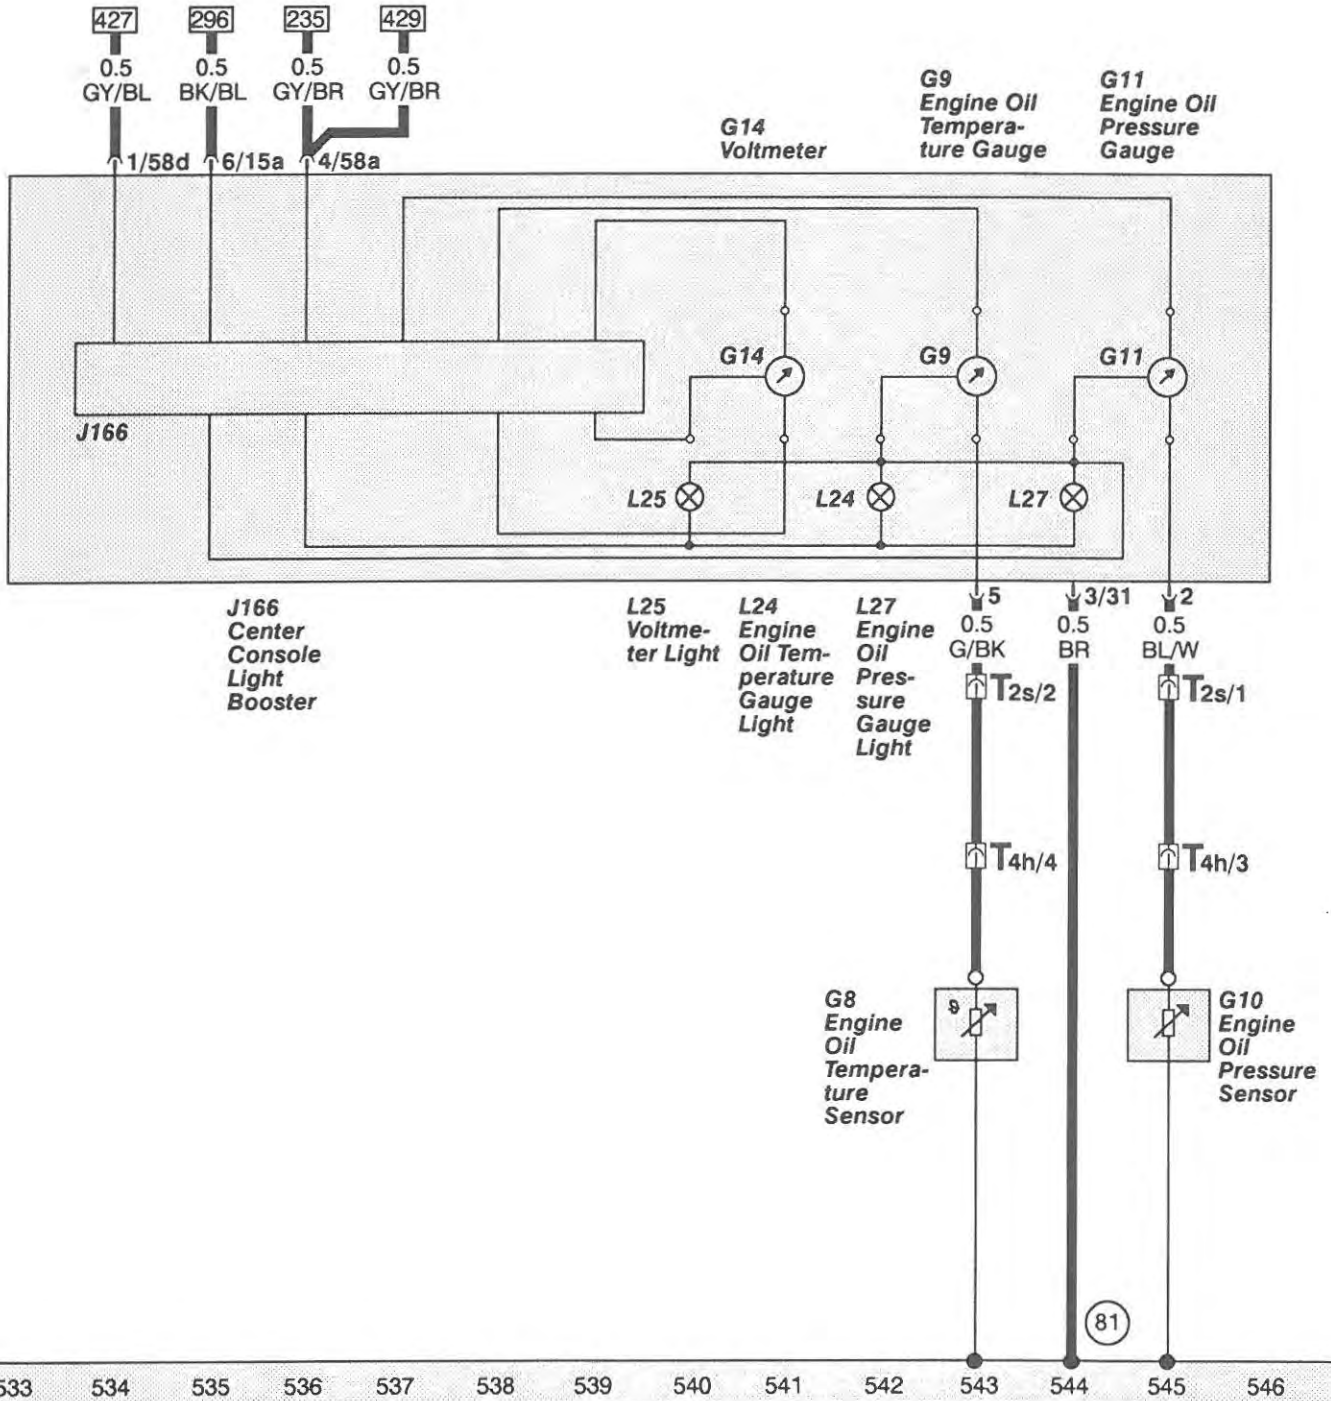 427 296 235 429
0.5 0.5 0.5 0.5
GY/BL BK/BL GY/BR GY/BR
1/58d 6/15a 4/58a
G14
Voltmeter
G9
Engine Oil
Tempera-
ture Gauge
G11
Engine Oil
Pressure
Gauge
G14 G9 G11
J166
L25 L24 L27
J166
Center
Console
Light
Booster
L25
Voltme-
ter Light
L24
Engine
Oil Tem-
perature
Gauge
Light
L27
Engine
Oil
Pres-
sure
Gauge
Light
5 3/31 2
0.5 0.5 0.5
G/BK BR BL/W
T2s/2 T2s/1
T4h/4 T4h/3
G8
Engine
Oil
Tempera-
ture
Sensor
ϑ
G10
Engine
Oil
Pressure
Sensor
81
533 534 535 536 537 538 539 540 541 542 543 544 545 546